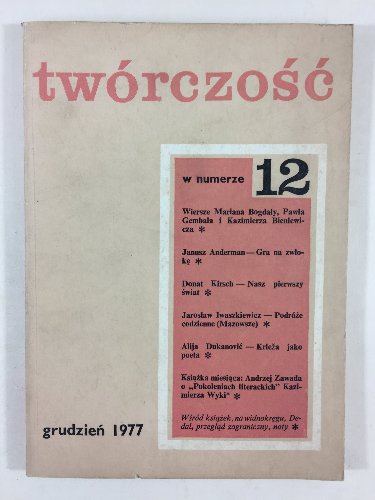 twórczość
w numerze 12
Wiersze Mariana Bogdały, Pawła
Gembala i Kazimierza Bieniewi-
cza *
Janusz Anderman — Gra na zwło-
kę *
Donat Kirsch — Nasz pierwszy
świat *
Jarosław Iwaszkiewicz — Podróże
codzienne (Mazowsze) *
Alija Dukanović — Krleża jako
poeta *
Książka miesiąca: Andrzej Zawada
o „Pokoleniach literackich” Kazi-
mierza Wyki *
Wśród książek, na widnokręgu, De-
dal, przegląd zagraniczny, noty *
grudzień 1977